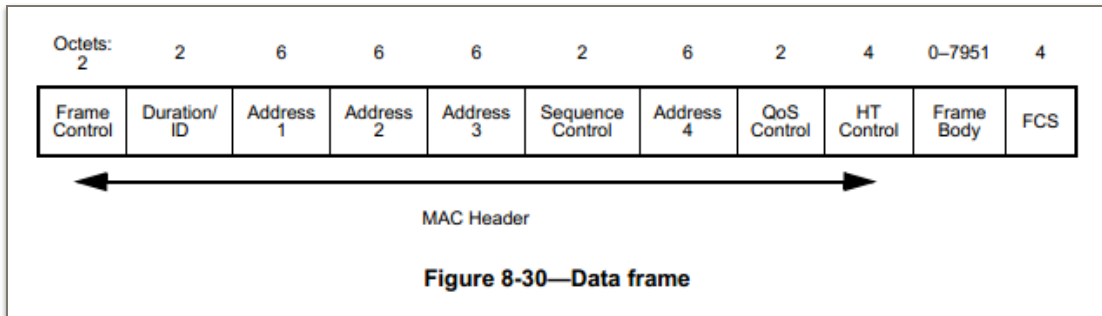 Octets:
2 2 6 6 6 2 6 2 4 0–7951 4
Frame Control Duration/ ID Address 1 Address 2 Address 3 Sequence Control Address 4 QoS Control HT Control Frame Body FCS
MAC Header
Figure 8-30—Data frame